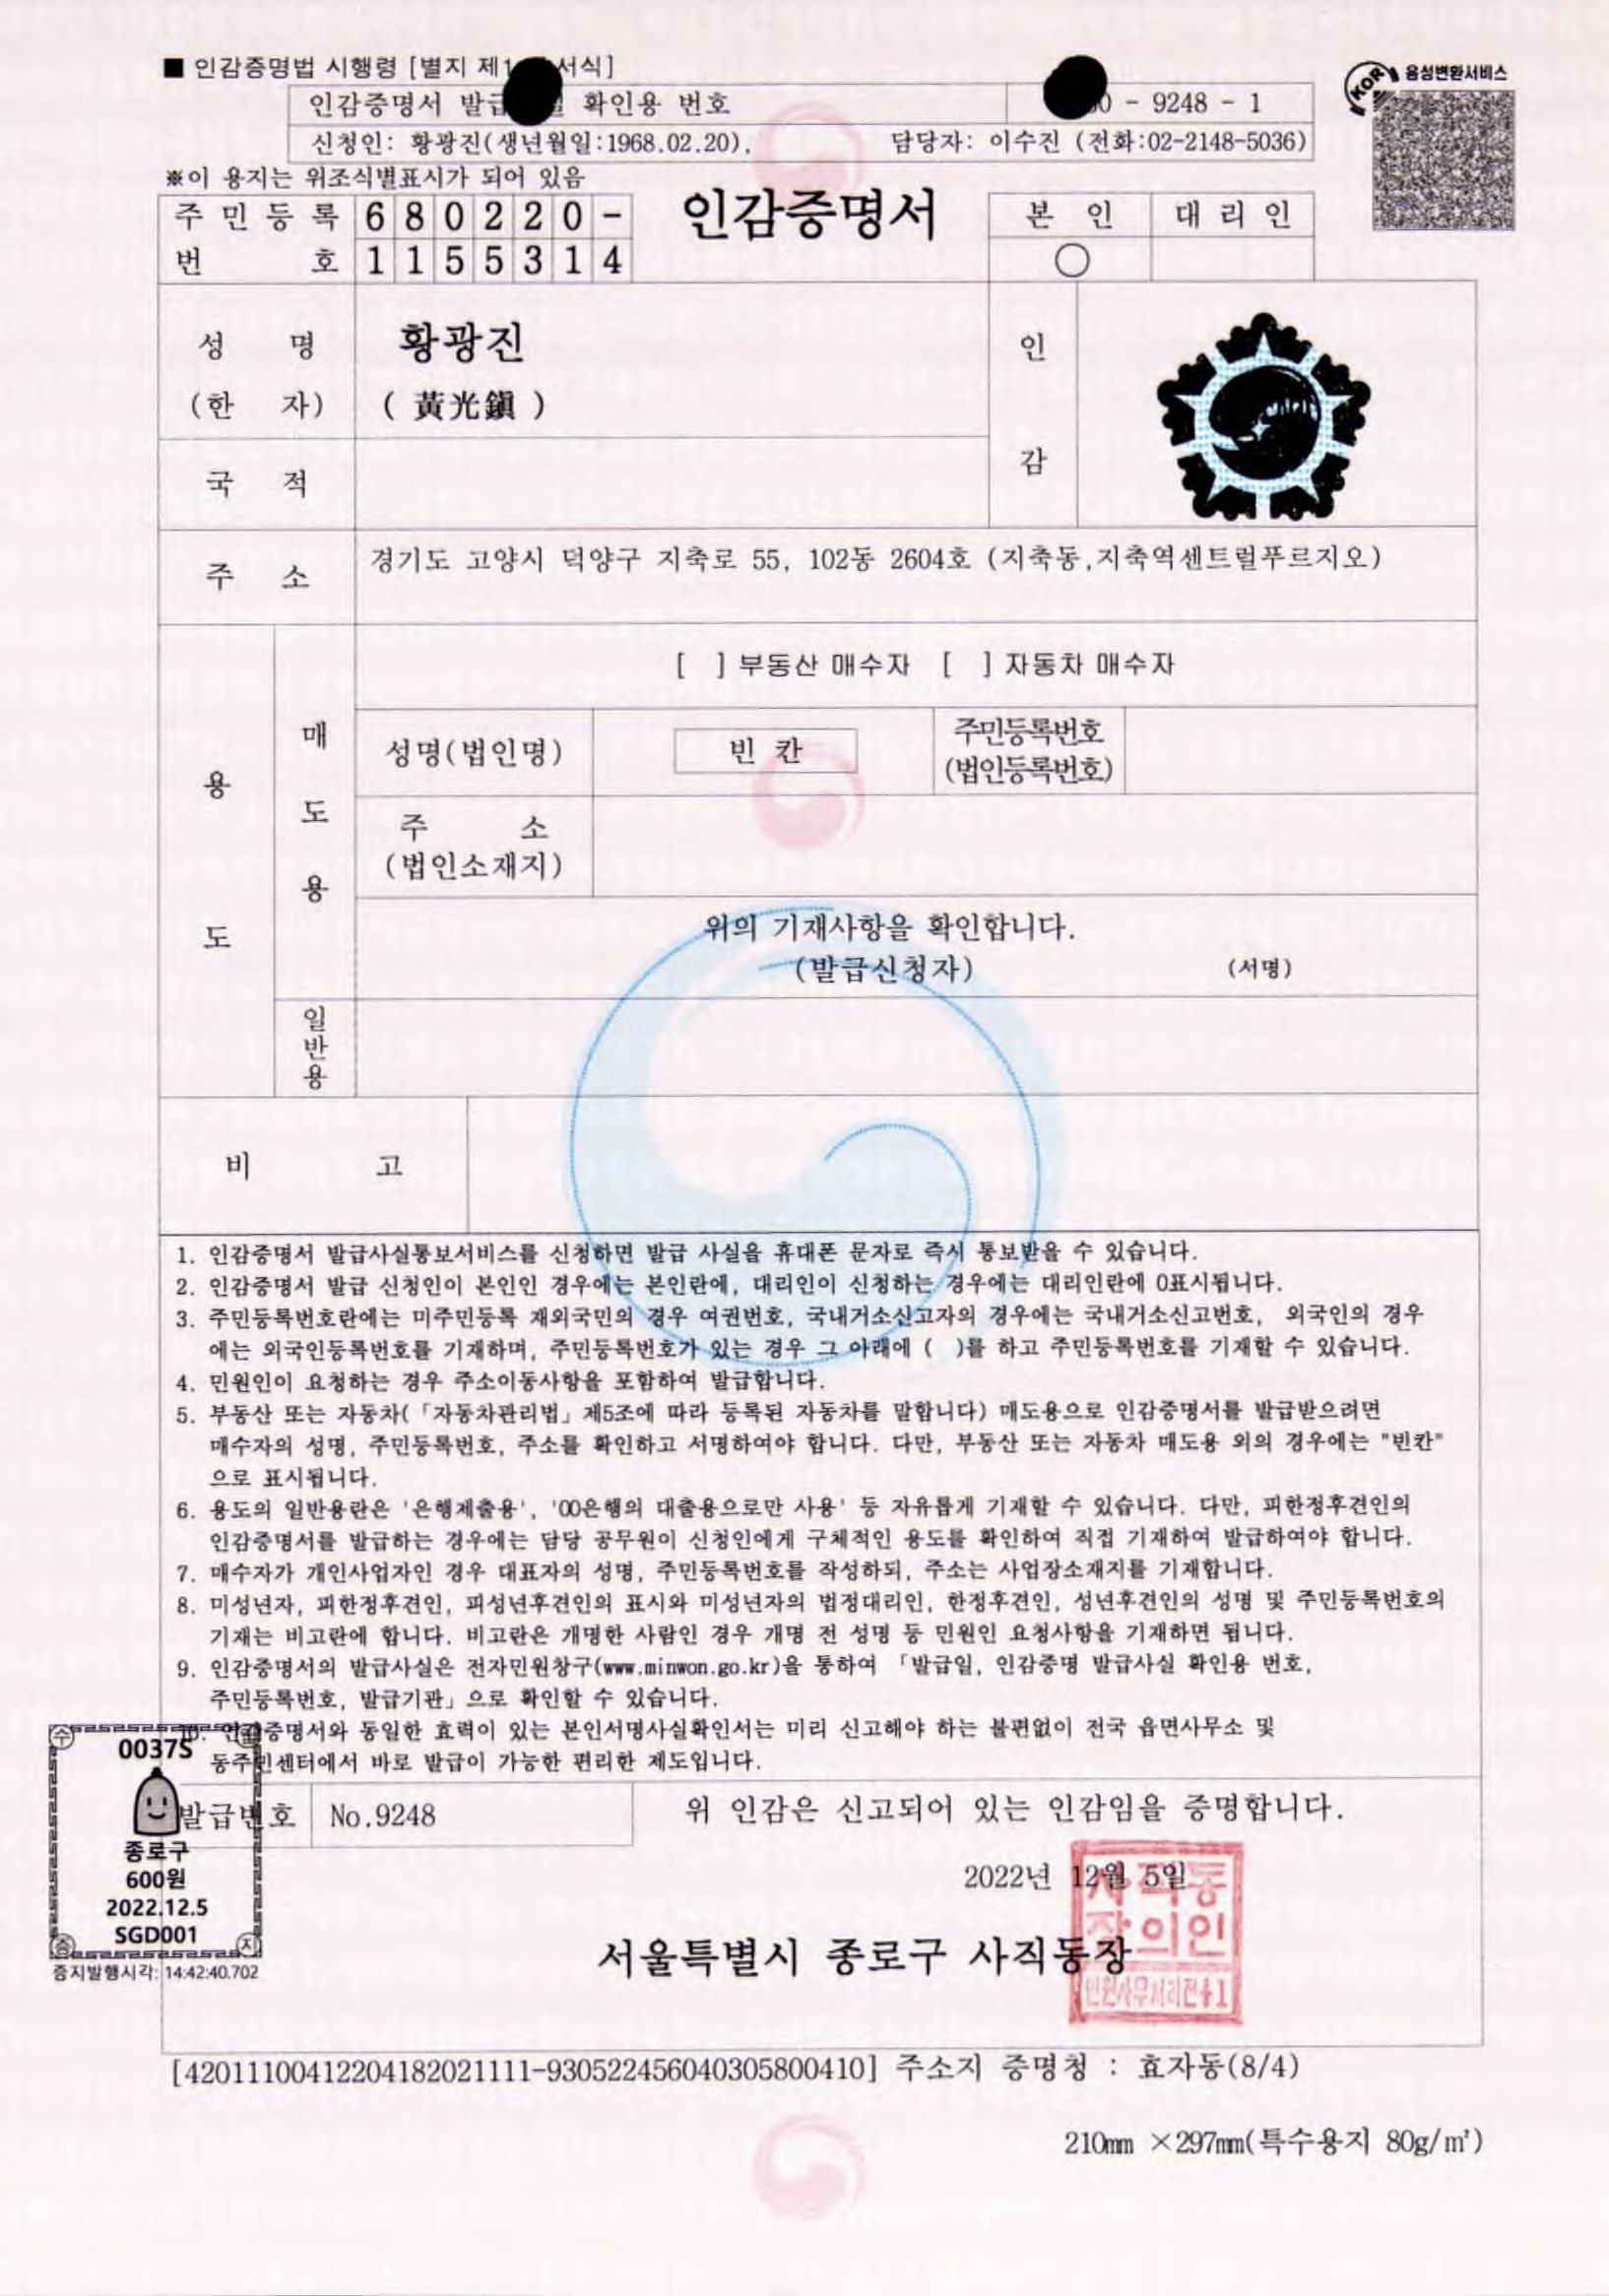 ■ 인감증명법 시행령 [별지 제1 서식]
음성변환서비스
KOR
인감증명서 발급 확인용 번호 0 - 9248 - 1
신청인: 황광진(생년월일:1968.02.20), 담당자: 이수진 (전화:02-2148-5036)
※이 용지는 위조식별표시가 되어 있음
주민등록 680220-
번 호 1155314
인감증명서
본 인 대 리 인
○
성 명 황광진
(한 자) ( 黃光鎭 )
인
감
국 적
주 소 경기도 고양시 덕양구 지축로 55, 102동 2604호 (지축동,지축역센트럴푸르지오)
용
도
매
도
용
[ ] 부동산 매수자 [ ] 자동차 매수자
성명(법인명) 빈 칸 주민등록번호
(법인등록번호)
주 소
(법인소재지)
위의 기재사항을 확인합니다.
(발급신청자) (서명)
일
반
용
비 고
1. 인감증명서 발급사실통보서비스를 신청하면 발급 사실을 휴대폰 문자로 즉시 통보받을 수 있습니다.
2. 인감증명서 발급 신청인이 본인인 경우에는 본인란에, 대리인이 신청하는 경우에는 대리인란에 0표시됩니다.
3. 주민등록번호란에는 미주민등록 재외국민의 경우 여권번호, 국내거소신고자의 경우에는 국내거소신고번호, 외국인의 경우
에는 외국인등록번호를 기재하며, 주민등록번호가 있는 경우 그 아래에 ( )를 하고 주민등록번호를 기재할 수 있습니다.
4. 민원인이 요청하는 경우 주소이동사항을 포함하여 발급합니다.
5. 부동산 또는 자동차(「자동차관리법」제5조에 따라 등록된 자동차를 말합니다) 매도용으로 인감증명서를 발급받으려면
매수자의 성명, 주민등록번호, 주소를 확인하고 서명하여야 합니다. 다만, 부동산 또는 자동차 매도용 외의 경우에는 "빈칸"
으로 표시됩니다.
6. 용도의 일반용란은 '은행제출용', '00은행의 대출용으로만 사용' 등 자유롭게 기재할 수 있습니다. 다만, 피한정후견인의
인감증명서를 발급하는 경우에는 담당 공무원이 신청인에게 구체적인 용도를 확인하여 직접 기재하여 발급하여야 합니다.
7. 매수자가 개인사업자인 경우 대표자의 성명, 주민등록번호를 작성하되, 주소는 사업장소재지를 기재합니다.
8. 미성년자, 피한정후견인, 피성년후견인의 표시와 미성년자의 법정대리인, 한정후견인, 성년후견인의 성명 및 주민등록번호의
기재는 비고란에 합니다. 비고란은 개명한 사람인 경우 개명 전 성명 등 민원인 요청사항을 기재하면 됩니다.
9. 인감증명서의 발급사실은 전자민원창구(www.minwon.go.kr)을 통하여 「발급일, 인감증명 발급사실 확인용 번호,
주민등록번호, 발급기관」으로 확인할 수 있습니다.
10. 인감증명서와 동일한 효력이 있는 본인서명사실확인서는 미리 신고해야 하는 불편없이 전국 읍면사무소 및
동주민센터에서 바로 발급이 가능한 편리한 제도입니다.
발급번호 No.9248
위 인감은 신고되어 있는 인감임을 증명합니다.
2022년 12월 5일
서울특별시 종로구 사직동장
사직동
장의인
수
증
지
0037S
종로구
600원
2022.12.5
SGD001
증지발행시각: 14:42:40.702
[42011100412204182021111-930522456040305800410] 주소지 증명청 : 효자동(8/4)
210mm ×297mm(특수용지 80g/㎡)